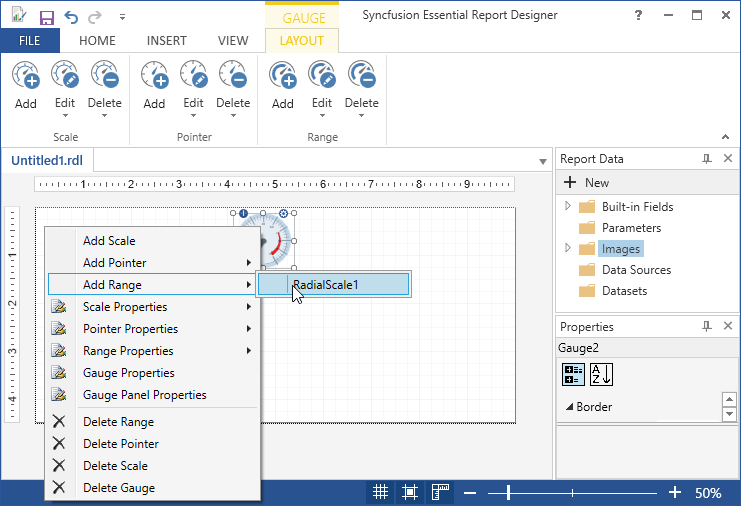 GAUGE
Syncfusion Essential Report Designer
?
FILE
HOME
INSERT
VIEW
LAYOUT
Add
Edit
Delete
Add
Edit
Delete
Add
Edit
Delete
Scale
Pointer
Range
Untitled1.rdl
1 2 3 4 5 6 7 8 9
1
2
3
4
Add Scale
Add Pointer
Add Range
RadialScale1
Scale Properties
Pointer Properties
Range Properties
Gauge Properties
Gauge Panel Properties
Delete Range
Delete Pointer
Delete Scale
Delete Gauge
Report Data
New
Built-in Fields
Parameters
Images
Data Sources
Datasets
Properties
Gauge2
A
Z
Border
50%